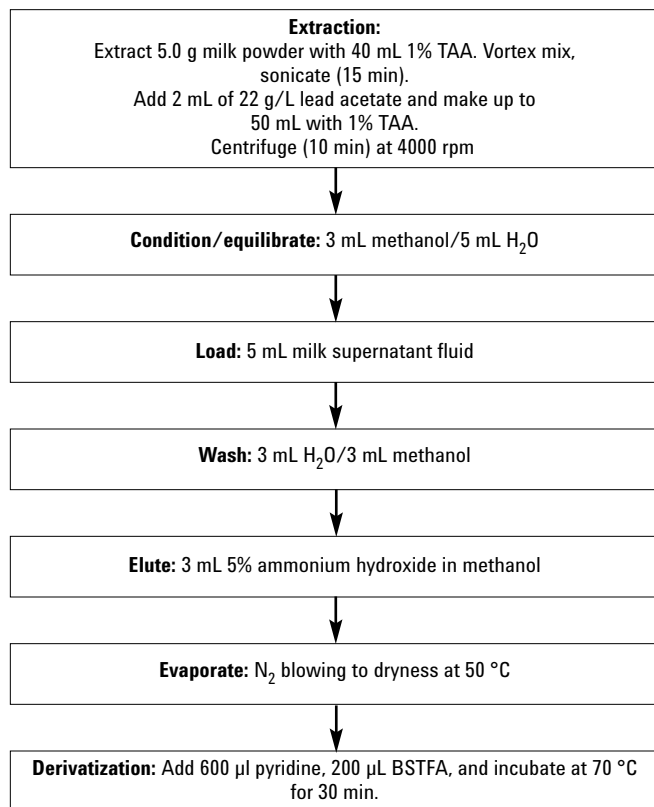 Extraction:
Extract 5.0 g milk powder with 40 mL 1% TAA. Vortex mix,
sonicate (15 min).
Add 2 mL of 22 g/L lead acetate and make up to
50 mL with 1% TAA.
Centrifuge (10 min) at 4000 rpm
Condition/equilibrate: 3 mL methanol/5 mL H₂O
Load: 5 mL milk supernatant fluid
Wash: 3 mL H₂O/3 mL methanol
Elute: 3 mL 5% ammonium hydroxide in methanol
Evaporate: N₂ blowing to dryness at 50 °C
Derivatization: Add 600 µl pyridine, 200 µL BSTFA, and incubate at 70 °C
for 30 min.